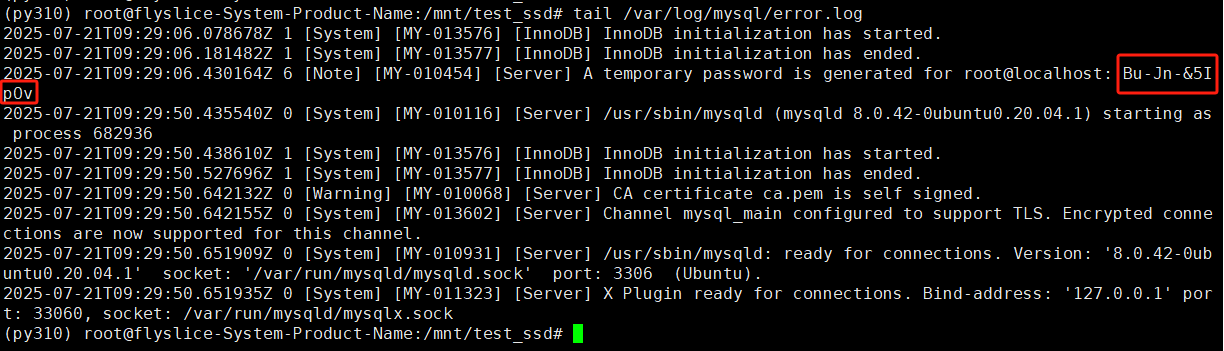 (py310) root@flyslice-System-Product-Name:/mnt/test_ssd# tail /var/log/mysql/error.log
2025-07-21T09:29:06.078678Z 1 [System] [MY-013576] [InnoDB] InnoDB initialization has started.
2025-07-21T09:29:06.181482Z 1 [System] [MY-013577] [InnoDB] InnoDB initialization has ended.
2025-07-21T09:29:06.430164Z 6 [Note] [MY-010454] [Server] A temporary password is generated for root@localhost: Bu-Jn-&5I
pOv
2025-07-21T09:29:50.435540Z 0 [System] [MY-010116] [Server] /usr/sbin/mysqld (mysqld 8.0.42-0ubuntu0.20.04.1) starting as
 process 682936
2025-07-21T09:29:50.438610Z 1 [System] [MY-013576] [InnoDB] InnoDB initialization has started.
2025-07-21T09:29:50.527696Z 1 [System] [MY-013577] [InnoDB] InnoDB initialization has ended.
2025-07-21T09:29:50.642132Z 0 [Warning] [MY-010068] [Server] CA certificate ca.pem is self signed.
2025-07-21T09:29:50.642155Z 0 [System] [MY-013602] [Server] Channel mysql_main configured to support TLS. Encrypted conne
ctions are now supported for this channel.
2025-07-21T09:29:50.651909Z 0 [System] [MY-010931] [Server] /usr/sbin/mysqld: ready for connections. Version: '8.0.42-0ub
untu0.20.04.1'  socket: '/var/run/mysqld/mysqld.sock'  port: 3306  (Ubuntu).
2025-07-21T09:29:50.651935Z 0 [System] [MY-011323] [Server] X Plugin ready for connections. Bind-address: '127.0.0.1' por
t: 33060, socket: /var/run/mysqld/mysqlx.sock
(py310) root@flyslice-System-Product-Name:/mnt/test_ssd#